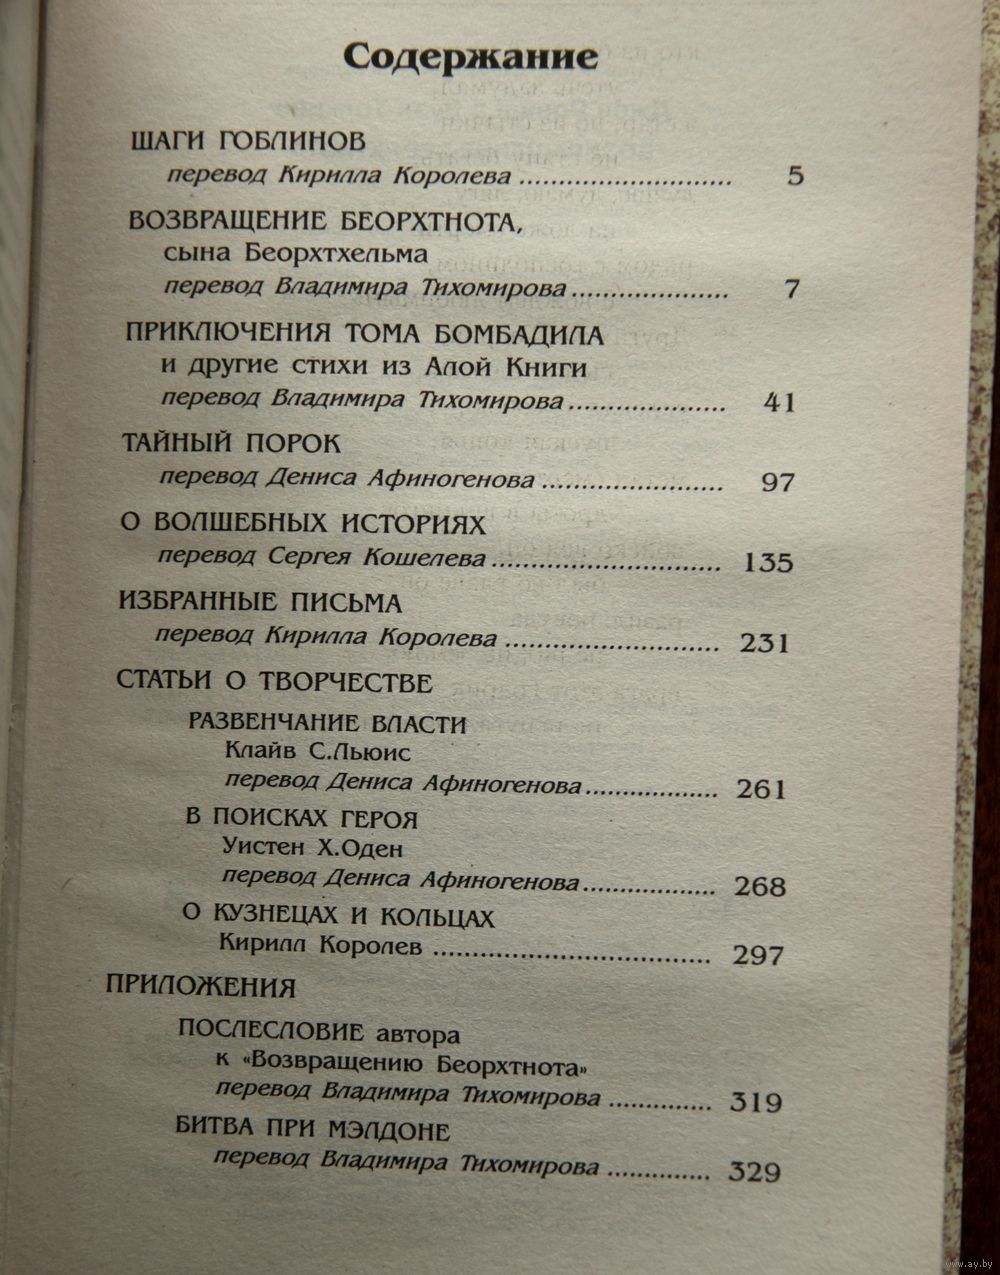 Содержание
ШАГИ ГОБЛИНОВ
перевод Кирилла Королева .......................... 5
ВОЗВРАЩЕНИЕ БЕОРХТНОТА,
сына Беорхтхельма
перевод Владимира Тихомирова .................... 7
ПРИКЛЮЧЕНИЯ ТОМА БОМБАДИЛА
и другие стихи из Алой Книги
перевод Владимира Тихомирова .................... 41
ТАЙНЫЙ ПОРОК
перевод Дениса Афиногенова ....................... 97
О ВОЛШЕБНЫХ ИСТОРИЯХ
перевод Сергея Кошелева ............................. 135
ИЗБРАННЫЕ ПИСЬМА
перевод Кирилла Королева ........................... 231
СТАТЬИ О ТВОРЧЕСТВЕ
РАЗВЕНЧАНИЕ ВЛАСТИ
Клайв С.Льюис
перевод Дениса Афиногенова .................. 261
В ПОИСКАХ ГЕРОЯ
Уистен Х.Оден
перевод Дениса Афиногенова .................. 268
О КУЗНЕЦАХ И КОЛЬЦАХ
Кирилл Королев ................................... 297
ПРИЛОЖЕНИЯ
ПОСЛЕСЛОВИЕ автора
к «Возвращению Беорхтнота»
перевод Владимира Тихомирова .............. 319
БИТВА ПРИ МЭЛДОНЕ
перевод Владимира Тихомирова .............. 329
www.ay.by